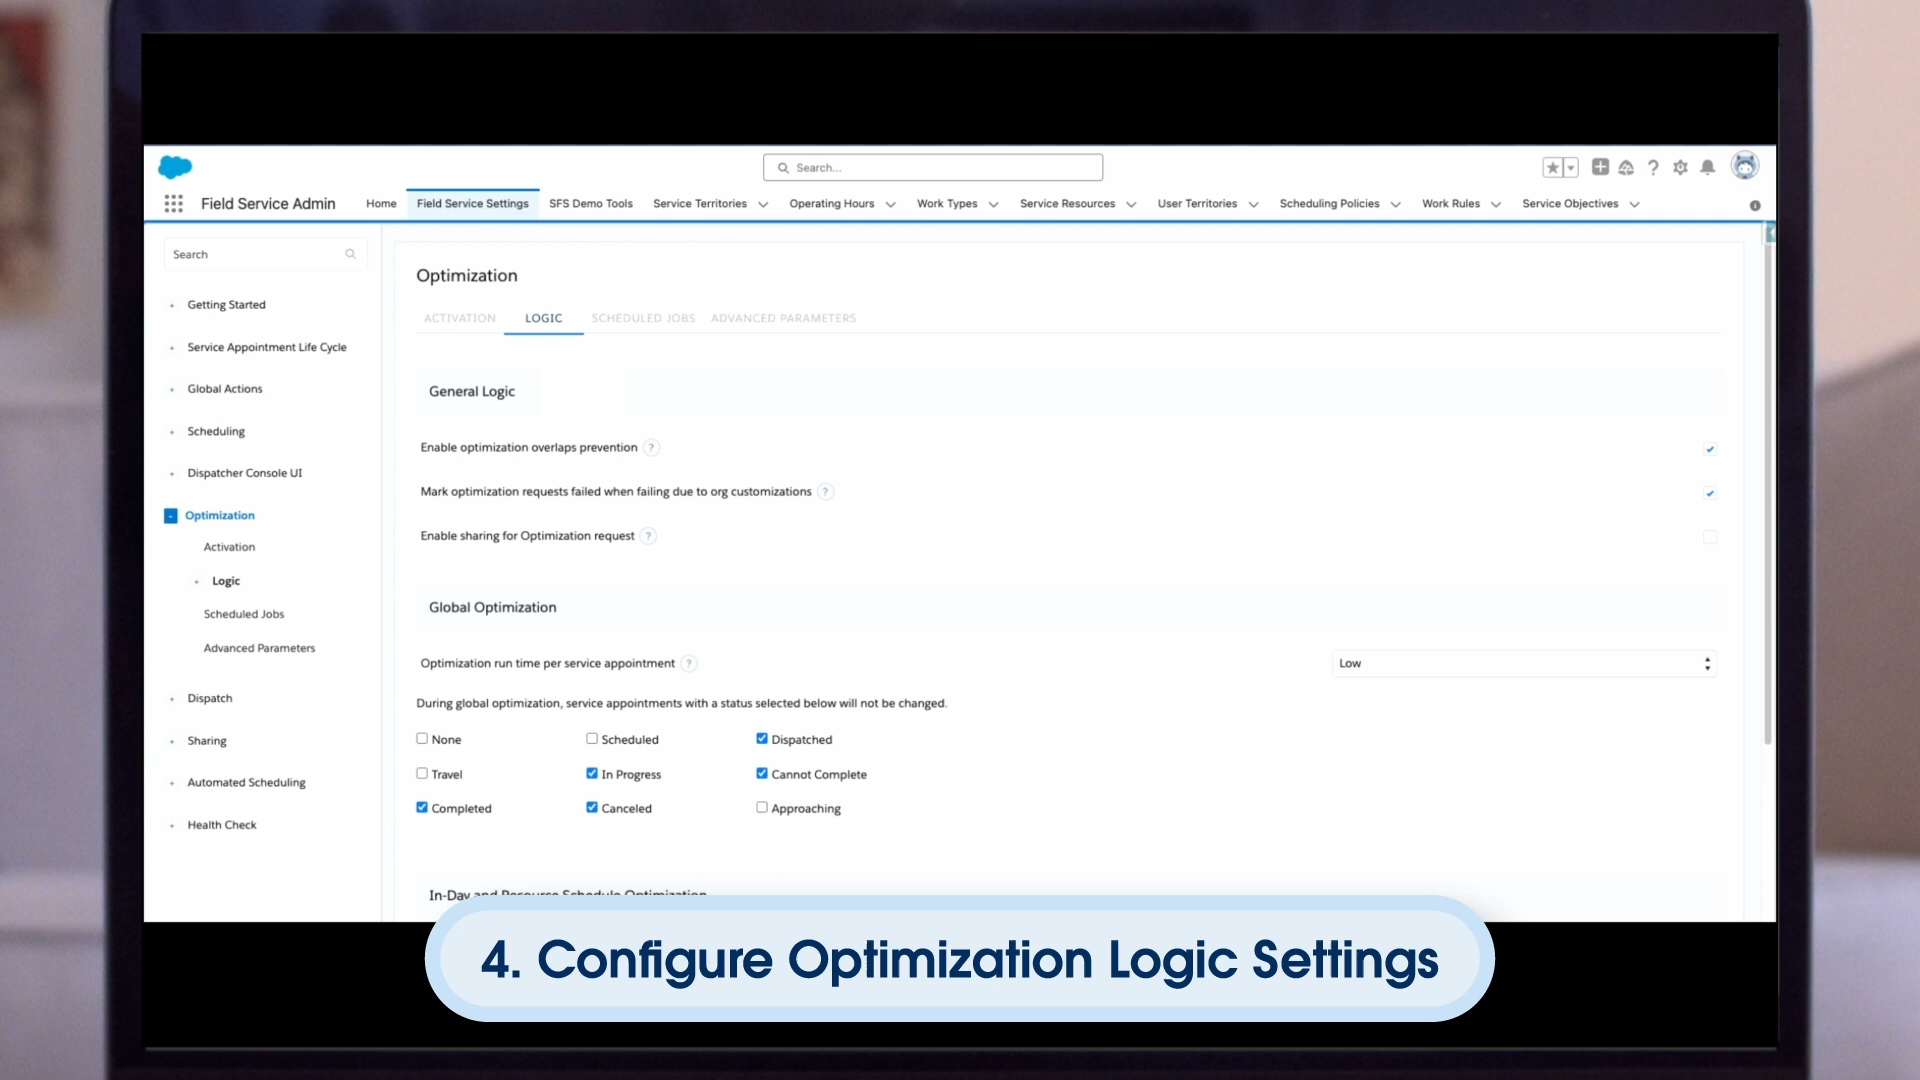 Search...
Field Service Admin
Home
Field Service Settings
SFS Demo Tools
Service Territories
Operating Hours
Work Types
Service Resources
User Territories
Scheduling Policies
Work Rules
Service Objectives
Search
Getting Started
Service Appointment Life Cycle
Global Actions
Scheduling
Dispatcher Console UI
Optimization
Activation
Logic
Scheduled Jobs
Advanced Parameters
Dispatch
Sharing
Automated Scheduling
Health Check
Optimization
ACTIVATION LOGIC SCHEDULED JOBS ADVANCED PARAMETERS
General Logic
Enable optimization overlaps prevention ?
Mark optimization requests failed when failing due to org customizations ?
Enable sharing for Optimization request ?
Global Optimization
Optimization run time per service appointment ? Low
During global optimization, service appointments with a status selected below will not be changed.
None Scheduled Dispatched
Travel In Progress Cannot Complete
Completed Canceled Approaching
In-Day and Resource Schedule Optimization
4. Configure Optimization Logic Settings